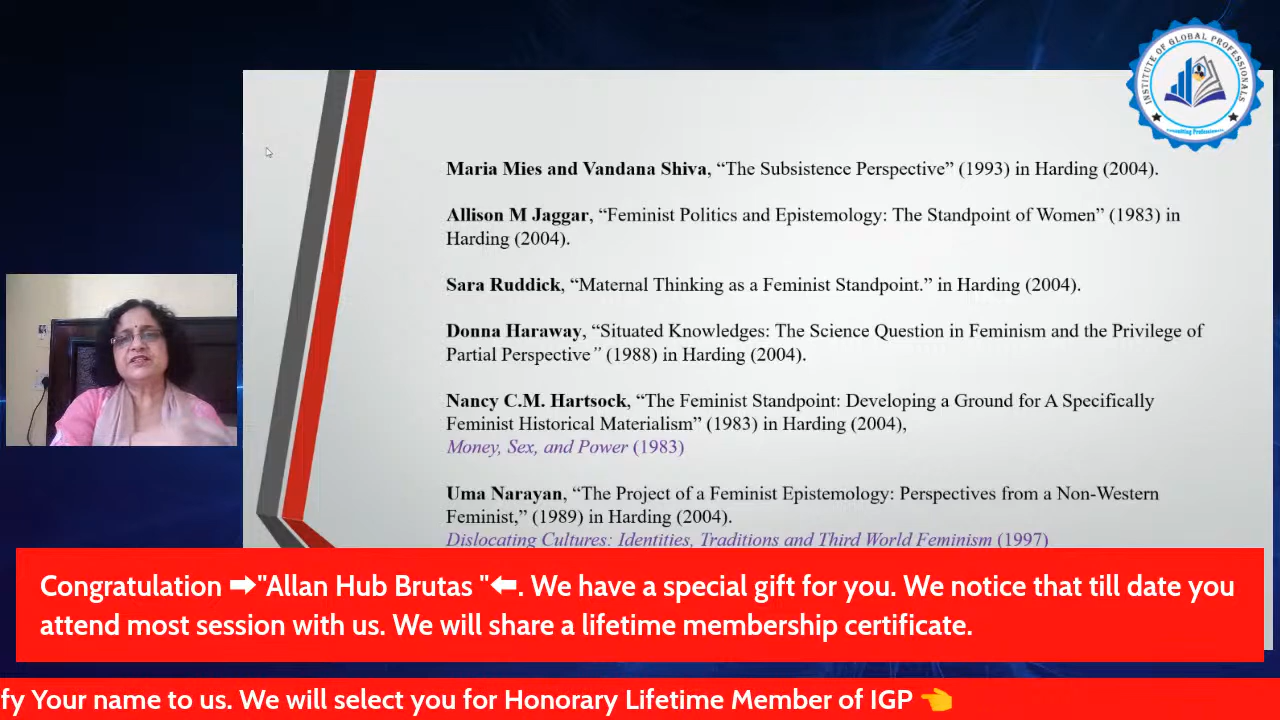 INSTITUTE OF GLOBAL PROFESSIONALS
Maria Mies and Vandana Shiva, “The Subsistence Perspective” (1993) in Harding (2004).
Allison M Jaggar, “Feminist Politics and Epistemology: The Standpoint of Women” (1983) in
Harding (2004).
Sara Ruddick, “Maternal Thinking as a Feminist Standpoint.” in Harding (2004).
Donna Haraway, “Situated Knowledges: The Science Question in Feminism and the Privilege of
Partial Perspective” (1988) in Harding (2004).
Nancy C.M. Hartsock, “The Feminist Standpoint: Developing a Ground for A Specifically
Feminist Historical Materialism” (1983) in Harding (2004),
Money, Sex, and Power (1983)
Uma Narayan, “The Project of a Feminist Epistemology: Perspectives from a Non-Western
Feminist,” (1989) in Harding (2004).
Dislocating Cultures: Identities, Traditions and Third World Feminism (1997)
Congratulation ➡"Allan Hub Brutas "⬅. We have a special gift for you. We notice that till date you
attend most session with us. We will share a lifetime membership certificate.
fy Your name to us. We will select you for Honorary Lifetime Member of IGP 👈